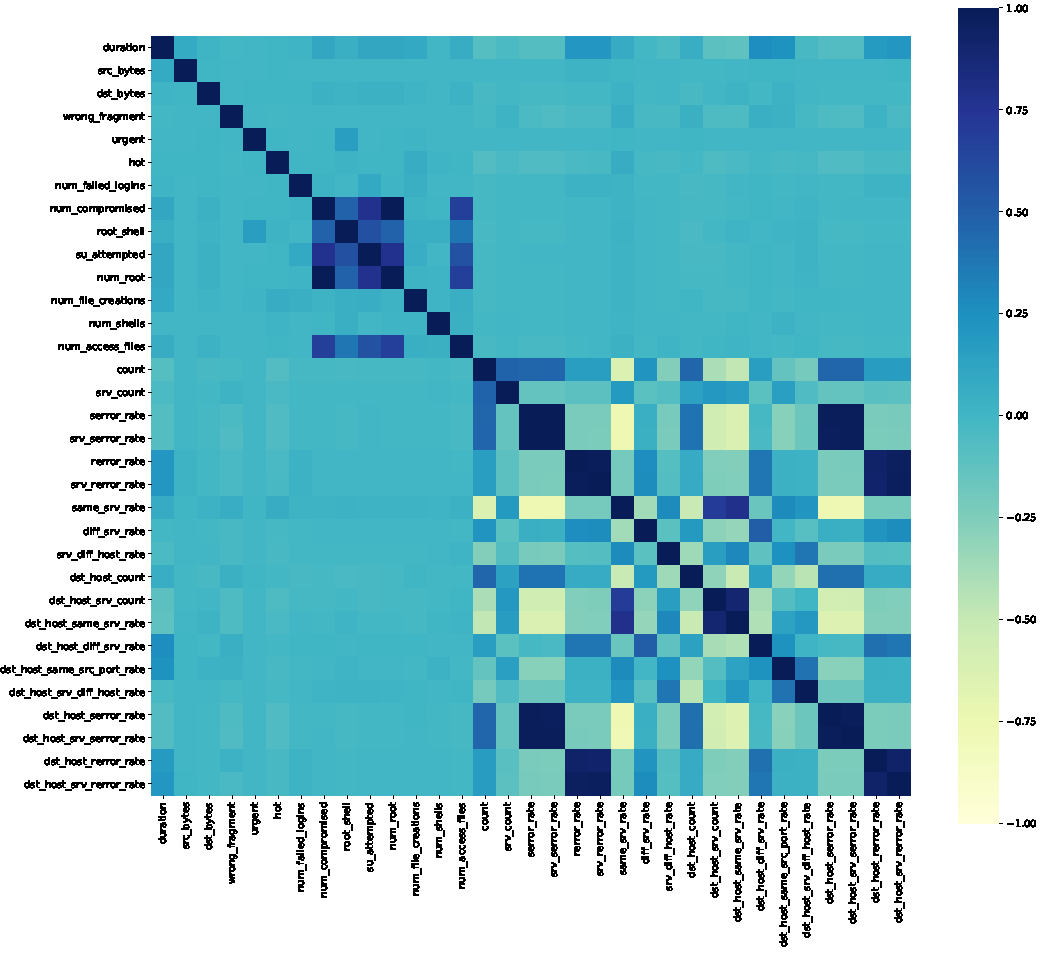 duration
src_bytes
dst_bytes
wrong_fragment
urgent
hot
num_failed_logins
num_compromised
root_shell
su_attempted
num_root
num_file_creations
num_shells
num_access_files
count
srv_count
serror_rate
srv_serror_rate
rerror_rate
srv_rerror_rate
same_srv_rate
diff_srv_rate
srv_diff_host_rate
dst_host_count
dst_host_srv_count
dst_host_same_srv_rate
dst_host_diff_srv_rate
dst_host_same_src_port_rate
dst_host_srv_diff_host_rate
dst_host_serror_rate
dst_host_srv_serror_rate
dst_host_rerror_rate
dst_host_srv_rerror_rate
duration
src_bytes
dst_bytes
wrong_fragment
urgent
hot
num_failed_logins
num_compromised
root_shell
su_attempted
num_root
num_file_creations
num_shells
num_access_files
count
srv_count
serror_rate
srv_serror_rate
rerror_rate
srv_rerror_rate
same_srv_rate
diff_srv_rate
srv_diff_host_rate
dst_host_count
dst_host_srv_count
dst_host_same_srv_rate
dst_host_diff_srv_rate
dst_host_same_src_port_rate
dst_host_srv_diff_host_rate
dst_host_serror_rate
dst_host_srv_serror_rate
dst_host_rerror_rate
dst_host_srv_rerror_rate
1.00
0.75
0.50
0.25
0.00
−0.25
−0.50
−0.75
−1.00